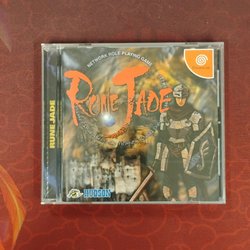 NETWORK ROLE PLAYING GAME
RUNE JADE
RUNE JADE
HUDSON